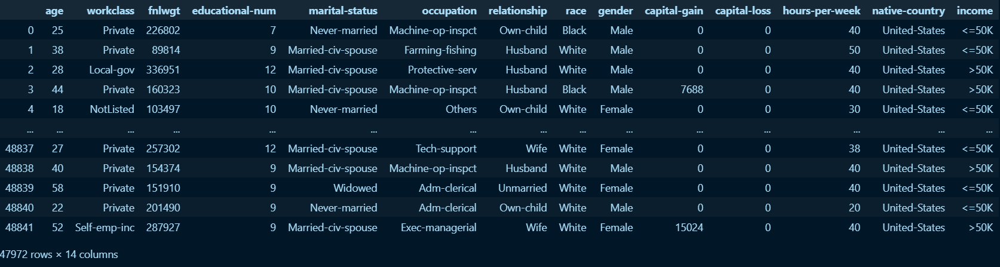 age workclass fnlwgt educational-num marital-status occupation relationship race gender capital-gain capital-loss hours-per-week native-country income
0 25 Private 226802 7 Never-married Machine-op-inspct Own-child Black Male 0 0 40 United-States <=50K
1 38 Private 89814 9 Married-civ-spouse Farming-fishing Husband White Male 0 0 50 United-States <=50K
2 28 Local-gov 336951 12 Married-civ-spouse Protective-serv Husband White Male 0 0 40 United-States >50K
3 44 Private 160323 10 Married-civ-spouse Machine-op-inspct Husband Black Male 7688 0 40 United-States >50K
4 18 NotListed 103497 10 Never-married Others Own-child White Female 0 0 30 United-States <=50K
... ... ... ... ... ... ... ... ... ... ... ... ... ... ...
48837 27 Private 257302 12 Married-civ-spouse Tech-support Wife White Female 0 0 38 United-States <=50K
48838 40 Private 154374 9 Married-civ-spouse Machine-op-inspct Husband White Male 0 0 40 United-States >50K
48839 58 Private 151910 9 Widowed Adm-clerical Unmarried White Female 0 0 40 United-States <=50K
48840 22 Private 201490 9 Never-married Adm-clerical Own-child White Male 0 0 20 United-States <=50K
48841 52 Self-emp-inc 287927 9 Married-civ-spouse Exec-managerial Wife White Female 15024 0 40 United-States >50K
47972 rows × 14 columns